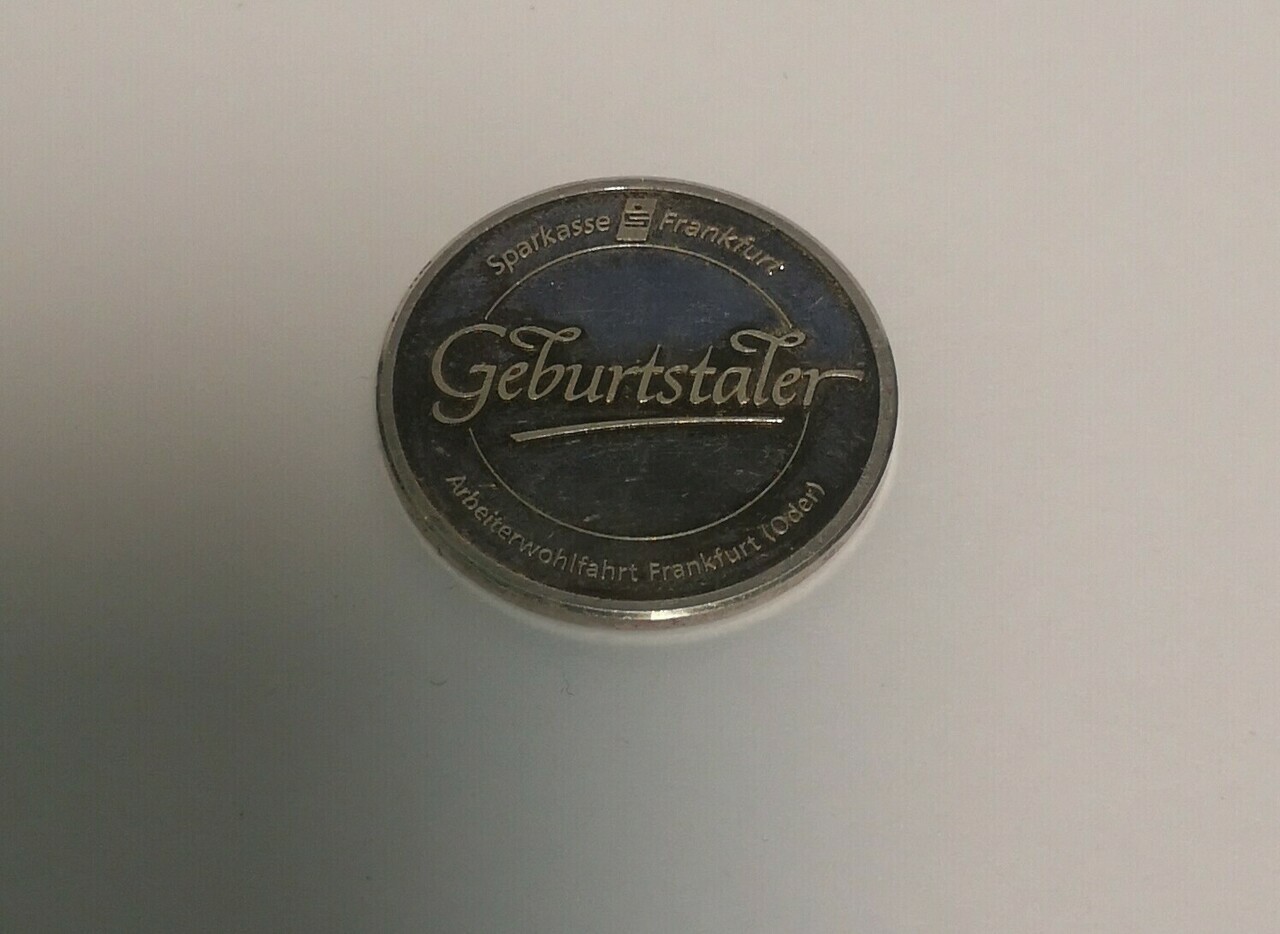 Sparkasse S Frankfurt
Geburtstaler
Arbeiterwohlfahrt Frankfurt (Oder)